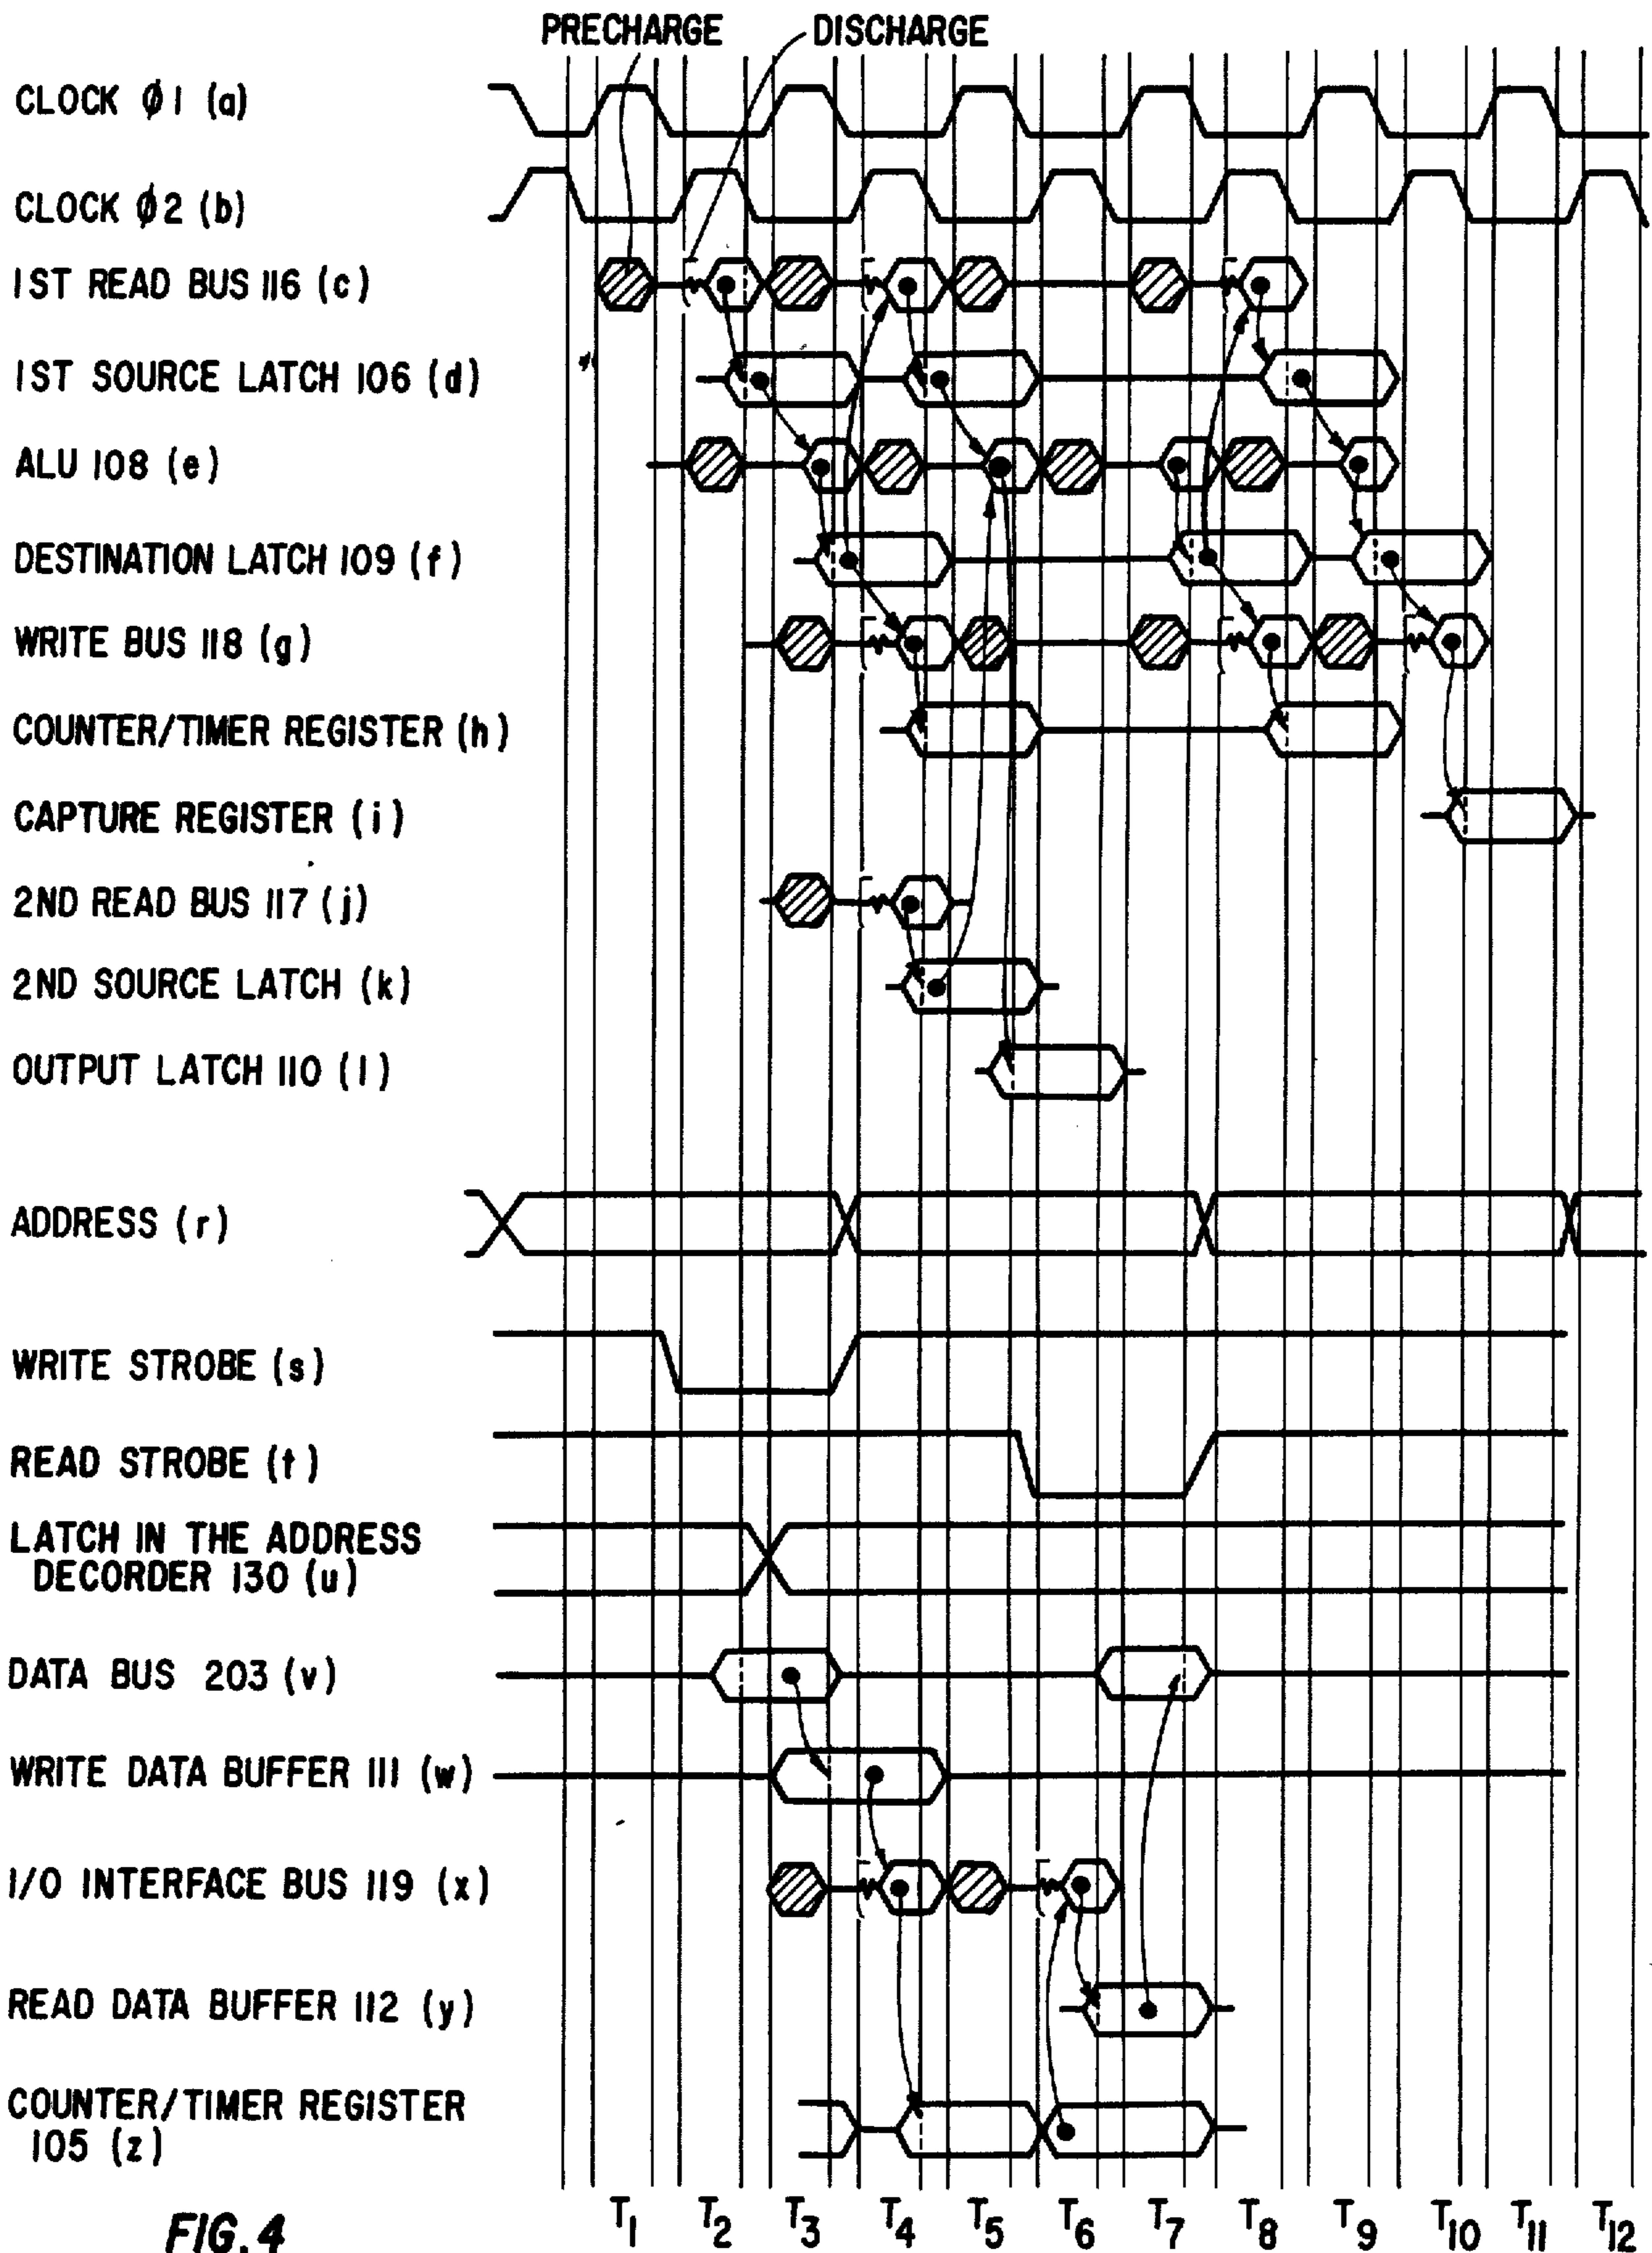 PRECHARGE DISCHARGE
CLOCK ϕ1 (a)
CLOCK ϕ2 (b)
1ST READ BUS 116 (c)
1ST SOURCE LATCH 106 (d)
ALU 108 (e)
DESTINATION LATCH 109 (f)
WRITE BUS 118 (g)
COUNTER/TIMER REGISTER (h)
CAPTURE REGISTER (i)
2ND READ BUS 117 (j)
2ND SOURCE LATCH (k)
OUTPUT LATCH 110 (l)
ADDRESS (r)
WRITE STROBE (s)
READ STROBE (t)
LATCH IN THE ADDRESS
DECORDER 130 (u)
DATA BUS 203 (v)
WRITE DATA BUFFER 111 (w)
I/O INTERFACE BUS 119 (x)
READ DATA BUFFER 112 (y)
COUNTER/TIMER REGISTER
105 (z)
T1 T2 T3 T4 T5 T6 T7 T8 T9 T10 T11 T12
FIG. 4